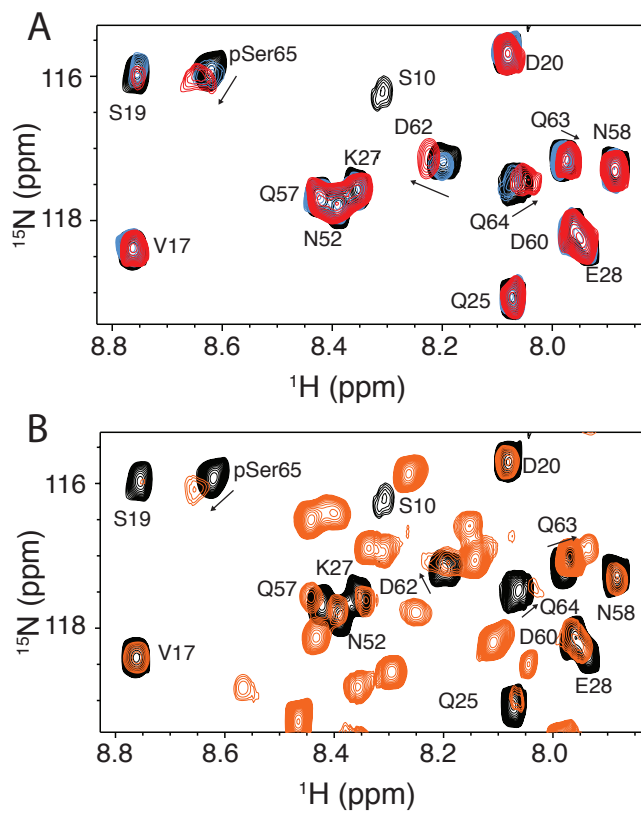 A
116
118
¹⁵N (ppm)
pSer65
S19
S10
D20
D62
Q63
N58
K27
Q57
Q64
N52
D60
V17
E28
Q25
8.8
8.6
8.4
8.2
8.0
¹H (ppm)
B
116
118
¹⁵N (ppm)
pSer65
D20
S19
S10
Q63
K27
Q57
D62
Q64
N58
N52
D60
V17
E28
Q25
8.8
8.6
8.4
8.2
8.0
¹H (ppm)